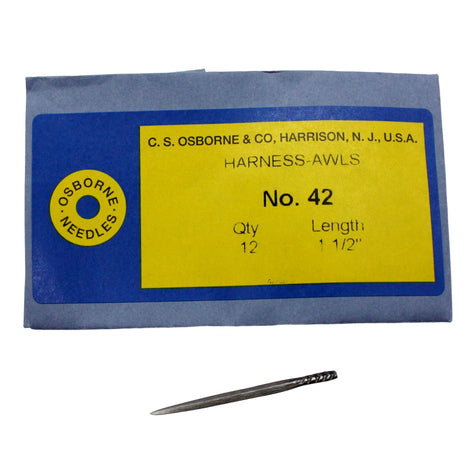 C. S. OSBORNE & CO, HARRISON, N. J., U.S.A.
HARNESS-AWLS
No. 42
Qty Length
12 1 1/2"
OSBORNE
NEEDLES